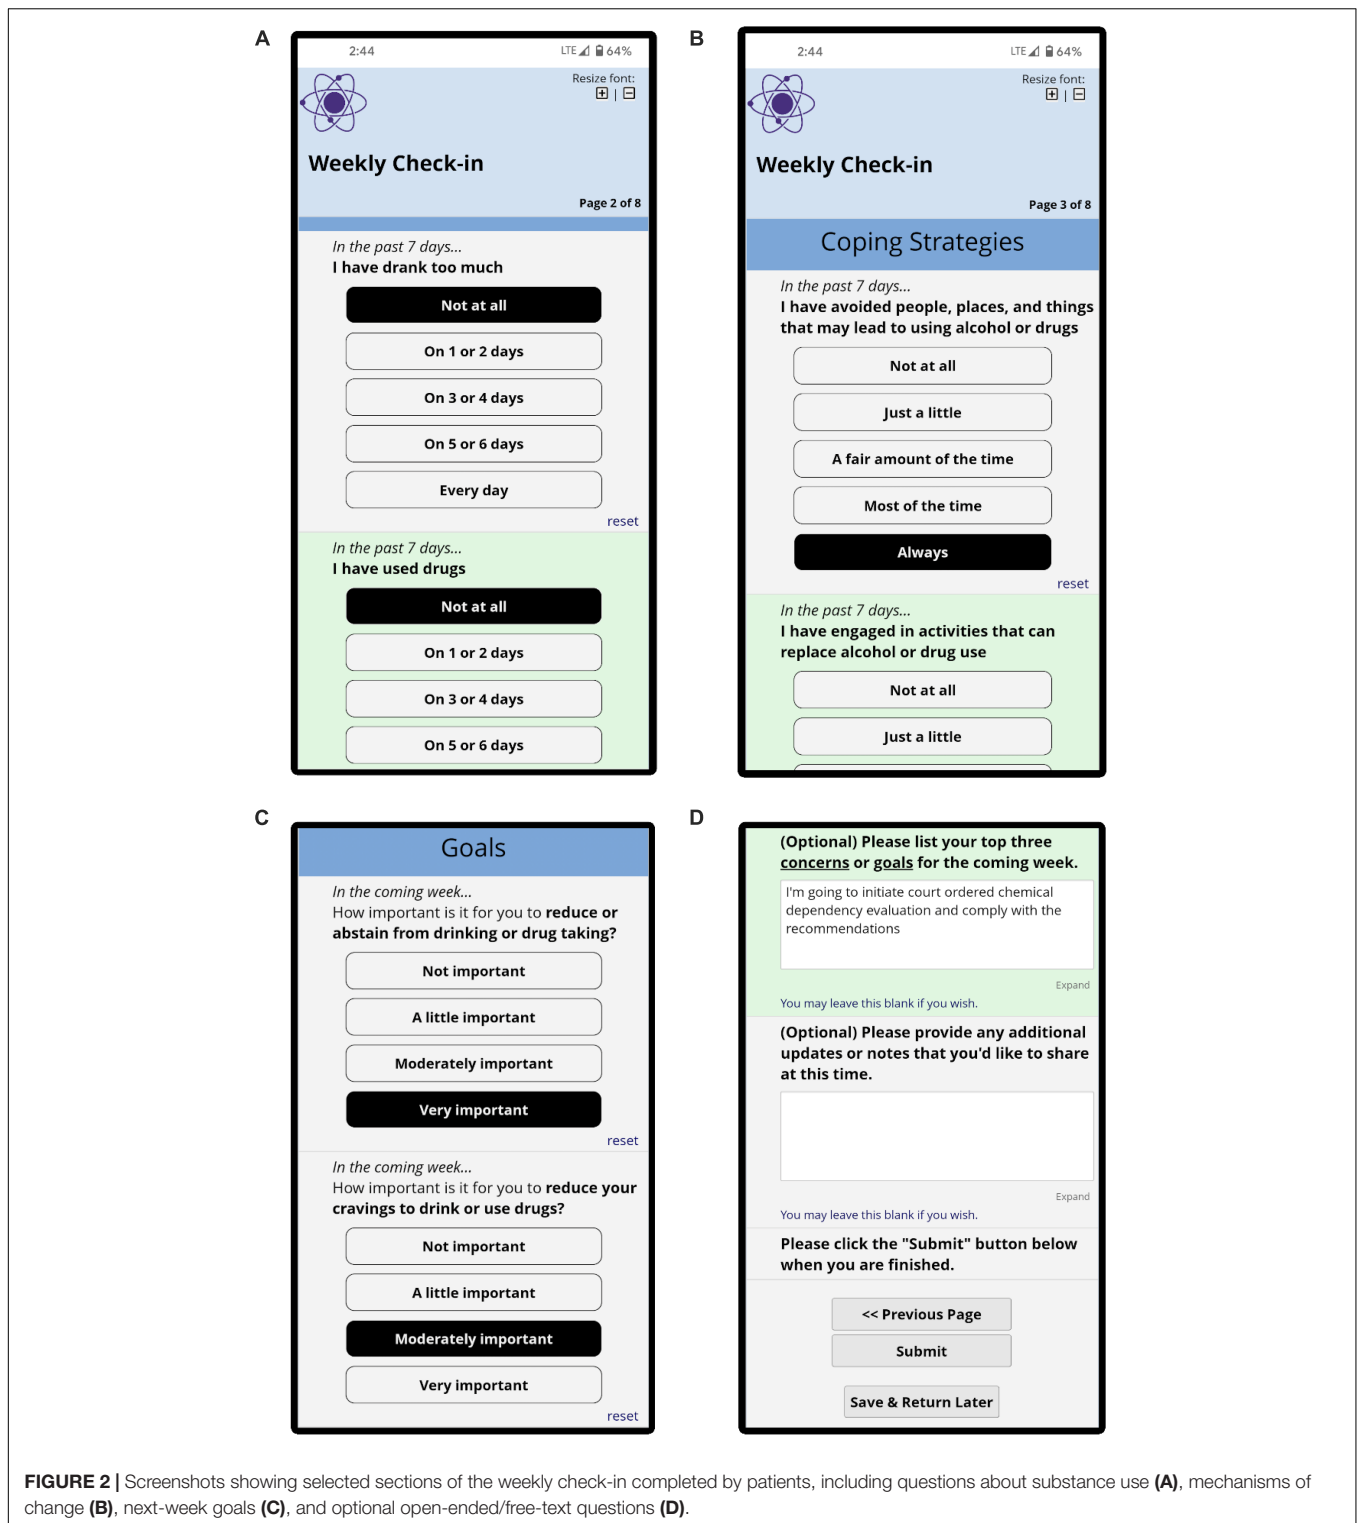 A
2:44
LTE 64%
Resize font:
+ | −
Weekly Check-in
Page 2 of 8
In the past 7 days...
I have drank too much
Not at all
On 1 or 2 days
On 3 or 4 days
On 5 or 6 days
Every day
reset
In the past 7 days...
I have used drugs
Not at all
On 1 or 2 days
On 3 or 4 days
On 5 or 6 days
B
2:44
LTE 64%
Resize font:
+ | −
Weekly Check-in
Page 3 of 8
Coping Strategies
In the past 7 days...
I have avoided people, places, and things
that may lead to using alcohol or drugs
Not at all
Just a little
A fair amount of the time
Most of the time
Always
reset
In the past 7 days...
I have engaged in activities that can
replace alcohol or drug use
Not at all
Just a little
C
Goals
In the coming week...
How important is it for you to reduce or
abstain from drinking or drug taking?
Not important
A little important
Moderately important
Very important
reset
In the coming week...
How important is it for you to reduce your
cravings to drink or use drugs?
Not important
A little important
Moderately important
Very important
reset
D
(Optional) Please list your top three
concerns or goals for the coming week.
I'm going to initiate court ordered chemical
dependency evaluation and comply with the
recommendations
Expand
You may leave this blank if you wish.
(Optional) Please provide any additional
updates or notes that you'd like to share
at this time.
Expand
You may leave this blank if you wish.
Please click the "Submit" button below
when you are finished.
<< Previous Page
Submit
Save & Return Later
FIGURE 2 | Screenshots showing selected sections of the weekly check-in completed by patients, including questions about substance use (A), mechanisms of
change (B), next-week goals (C), and optional open-ended/free-text questions (D).